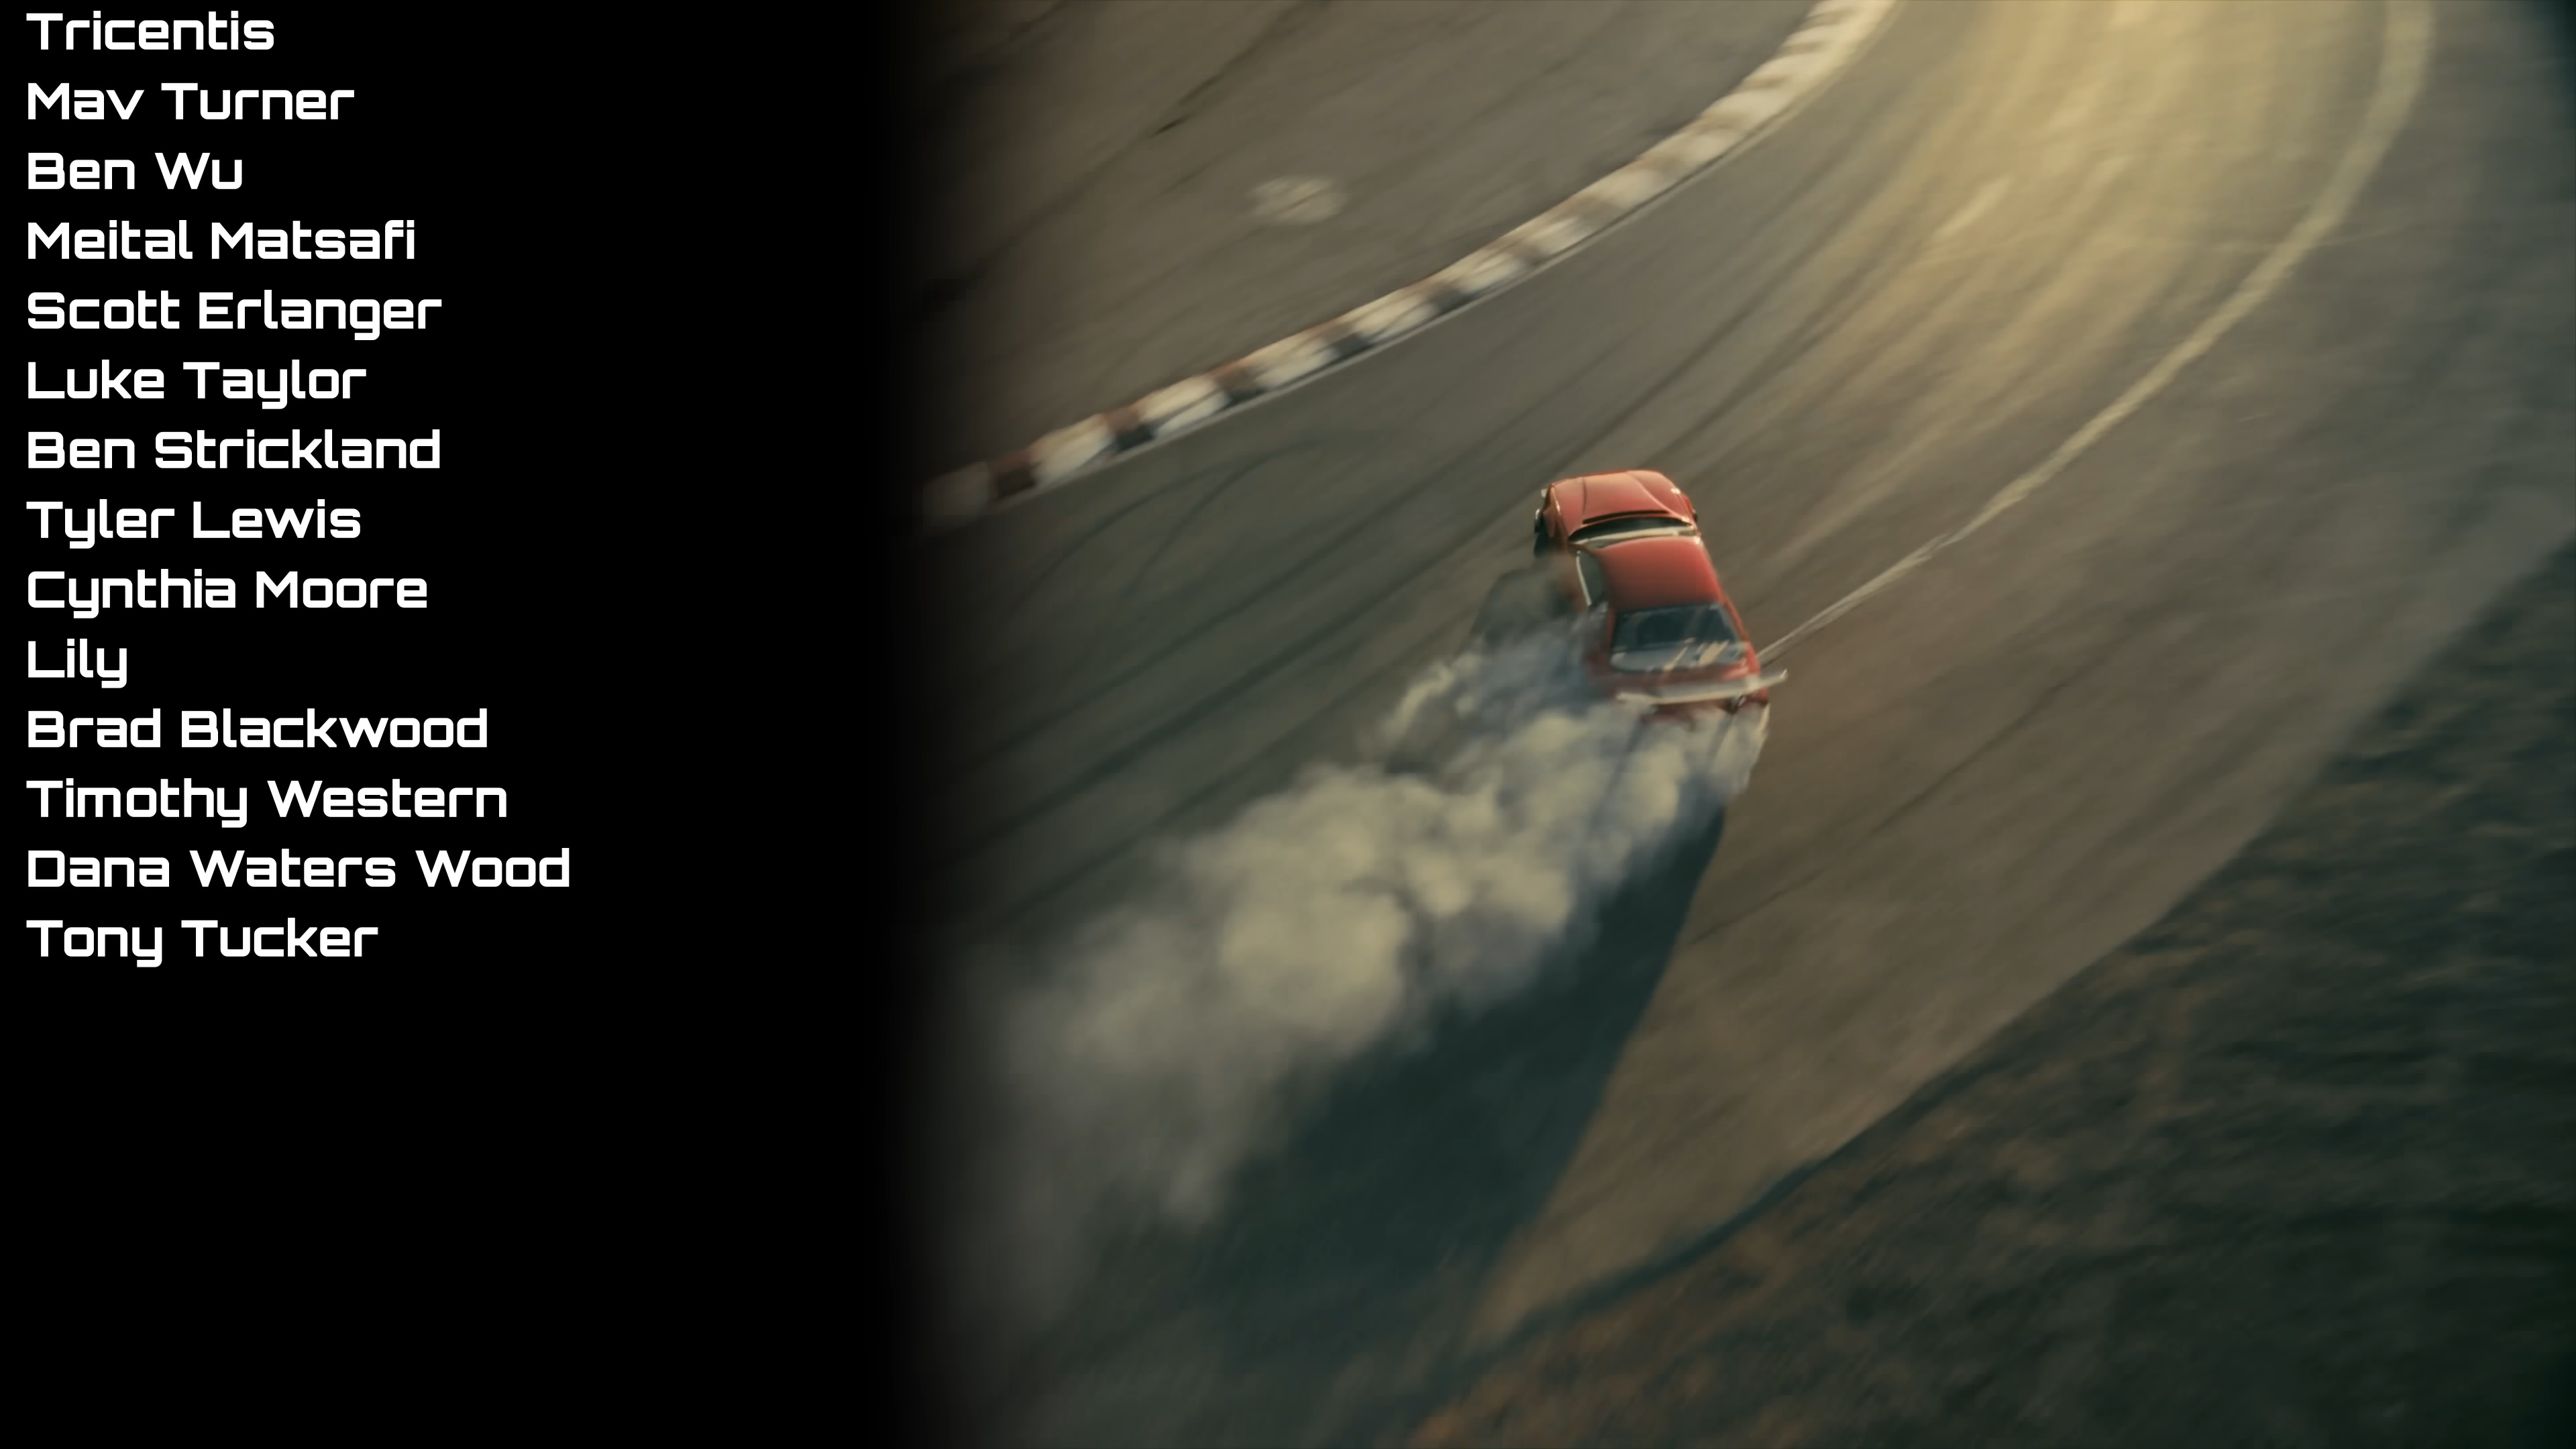 Tricentis
Mav Turner
Ben Wu
Meital Matsafi
Scott Erlanger
Luke Taylor
Ben Strickland
Tyler Lewis
Cynthia Moore
Lily
Brad Blackwood
Timothy Western
Dana Waters Wood
Tony Tucker